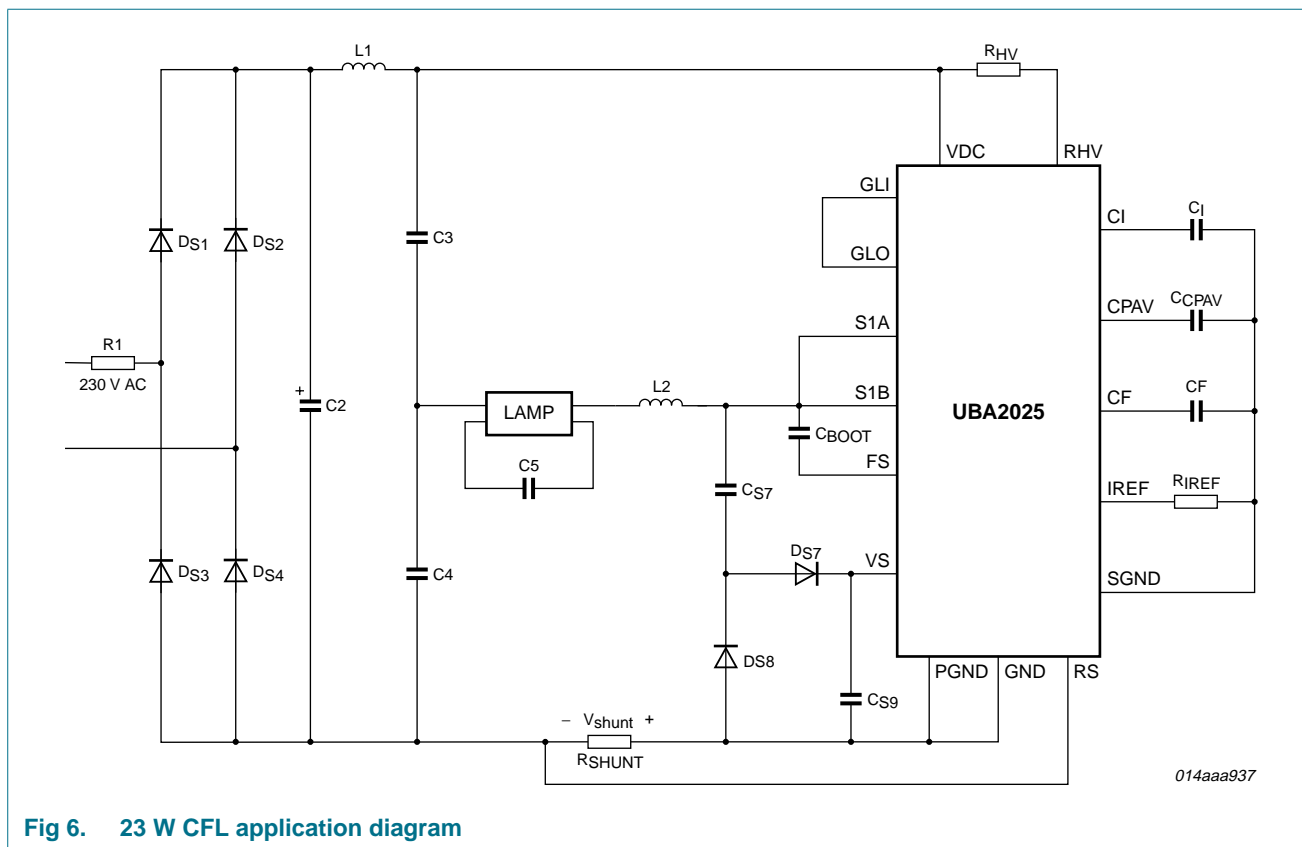 L1
RHV
VDC
RHV
GLI
CI
CI
DS1
DS2
C3
GLO
CPAV
CCPAV
S1A
R1
230 V AC
+
C2
LAMP
L2
S1B
UBA2025
CF
CF
CBOOT
C5
FS
CS7
IREF
RIREF
DS3
DS4
C4
DS7
VS
SGND
DS8
CS9
PGND
GND
RS
− Vshunt +
RSHUNT
014aaa937
Fig 6. 23 W CFL application diagram